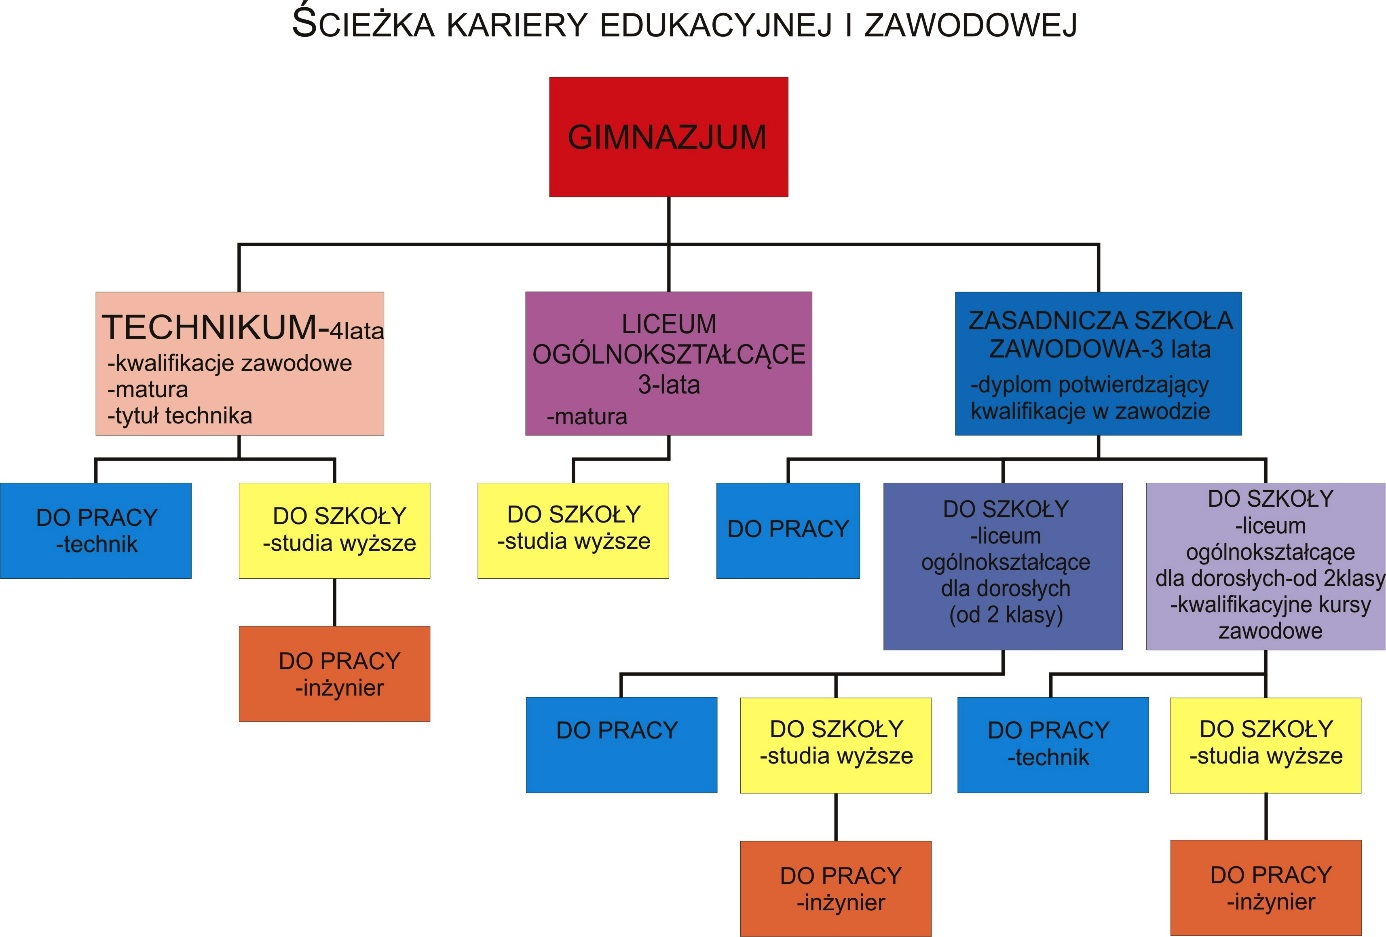 ŚCIEŻKA KARIERY EDUKACYJNEJ I ZAWODOWEJ
GIMNAZJUM
TECHNIKUM-4lata
-kwalifikacje zawodowe
-matura
-tytuł technika
LICEUM
OGÓLNOKSZTAŁCĄCE
3-lata
-matura
ZASADNICZA SZKOŁA
ZAWODOWA-3 lata
-dyplom potwierdzający
kwalifikacje w zawodzie
DO PRACY
-technik
DO SZKOŁY
-studia wyższe
DO SZKOŁY
-studia wyższe
DO PRACY
DO SZKOŁY
-liceum
ogólnokształcące
dla dorosłych
(od 2 klasy)
DO SZKOŁY
-liceum
ogólnokształcące
dla dorosłych-od 2klasy
-kwalifikacyjne kursy
zawodowe
DO PRACY
-inżynier
DO PRACY
DO SZKOŁY
-studia wyższe
DO PRACY
-technik
DO SZKOŁY
-studia wyższe
DO PRACY
-inżynier
DO PRACY
-inżynier